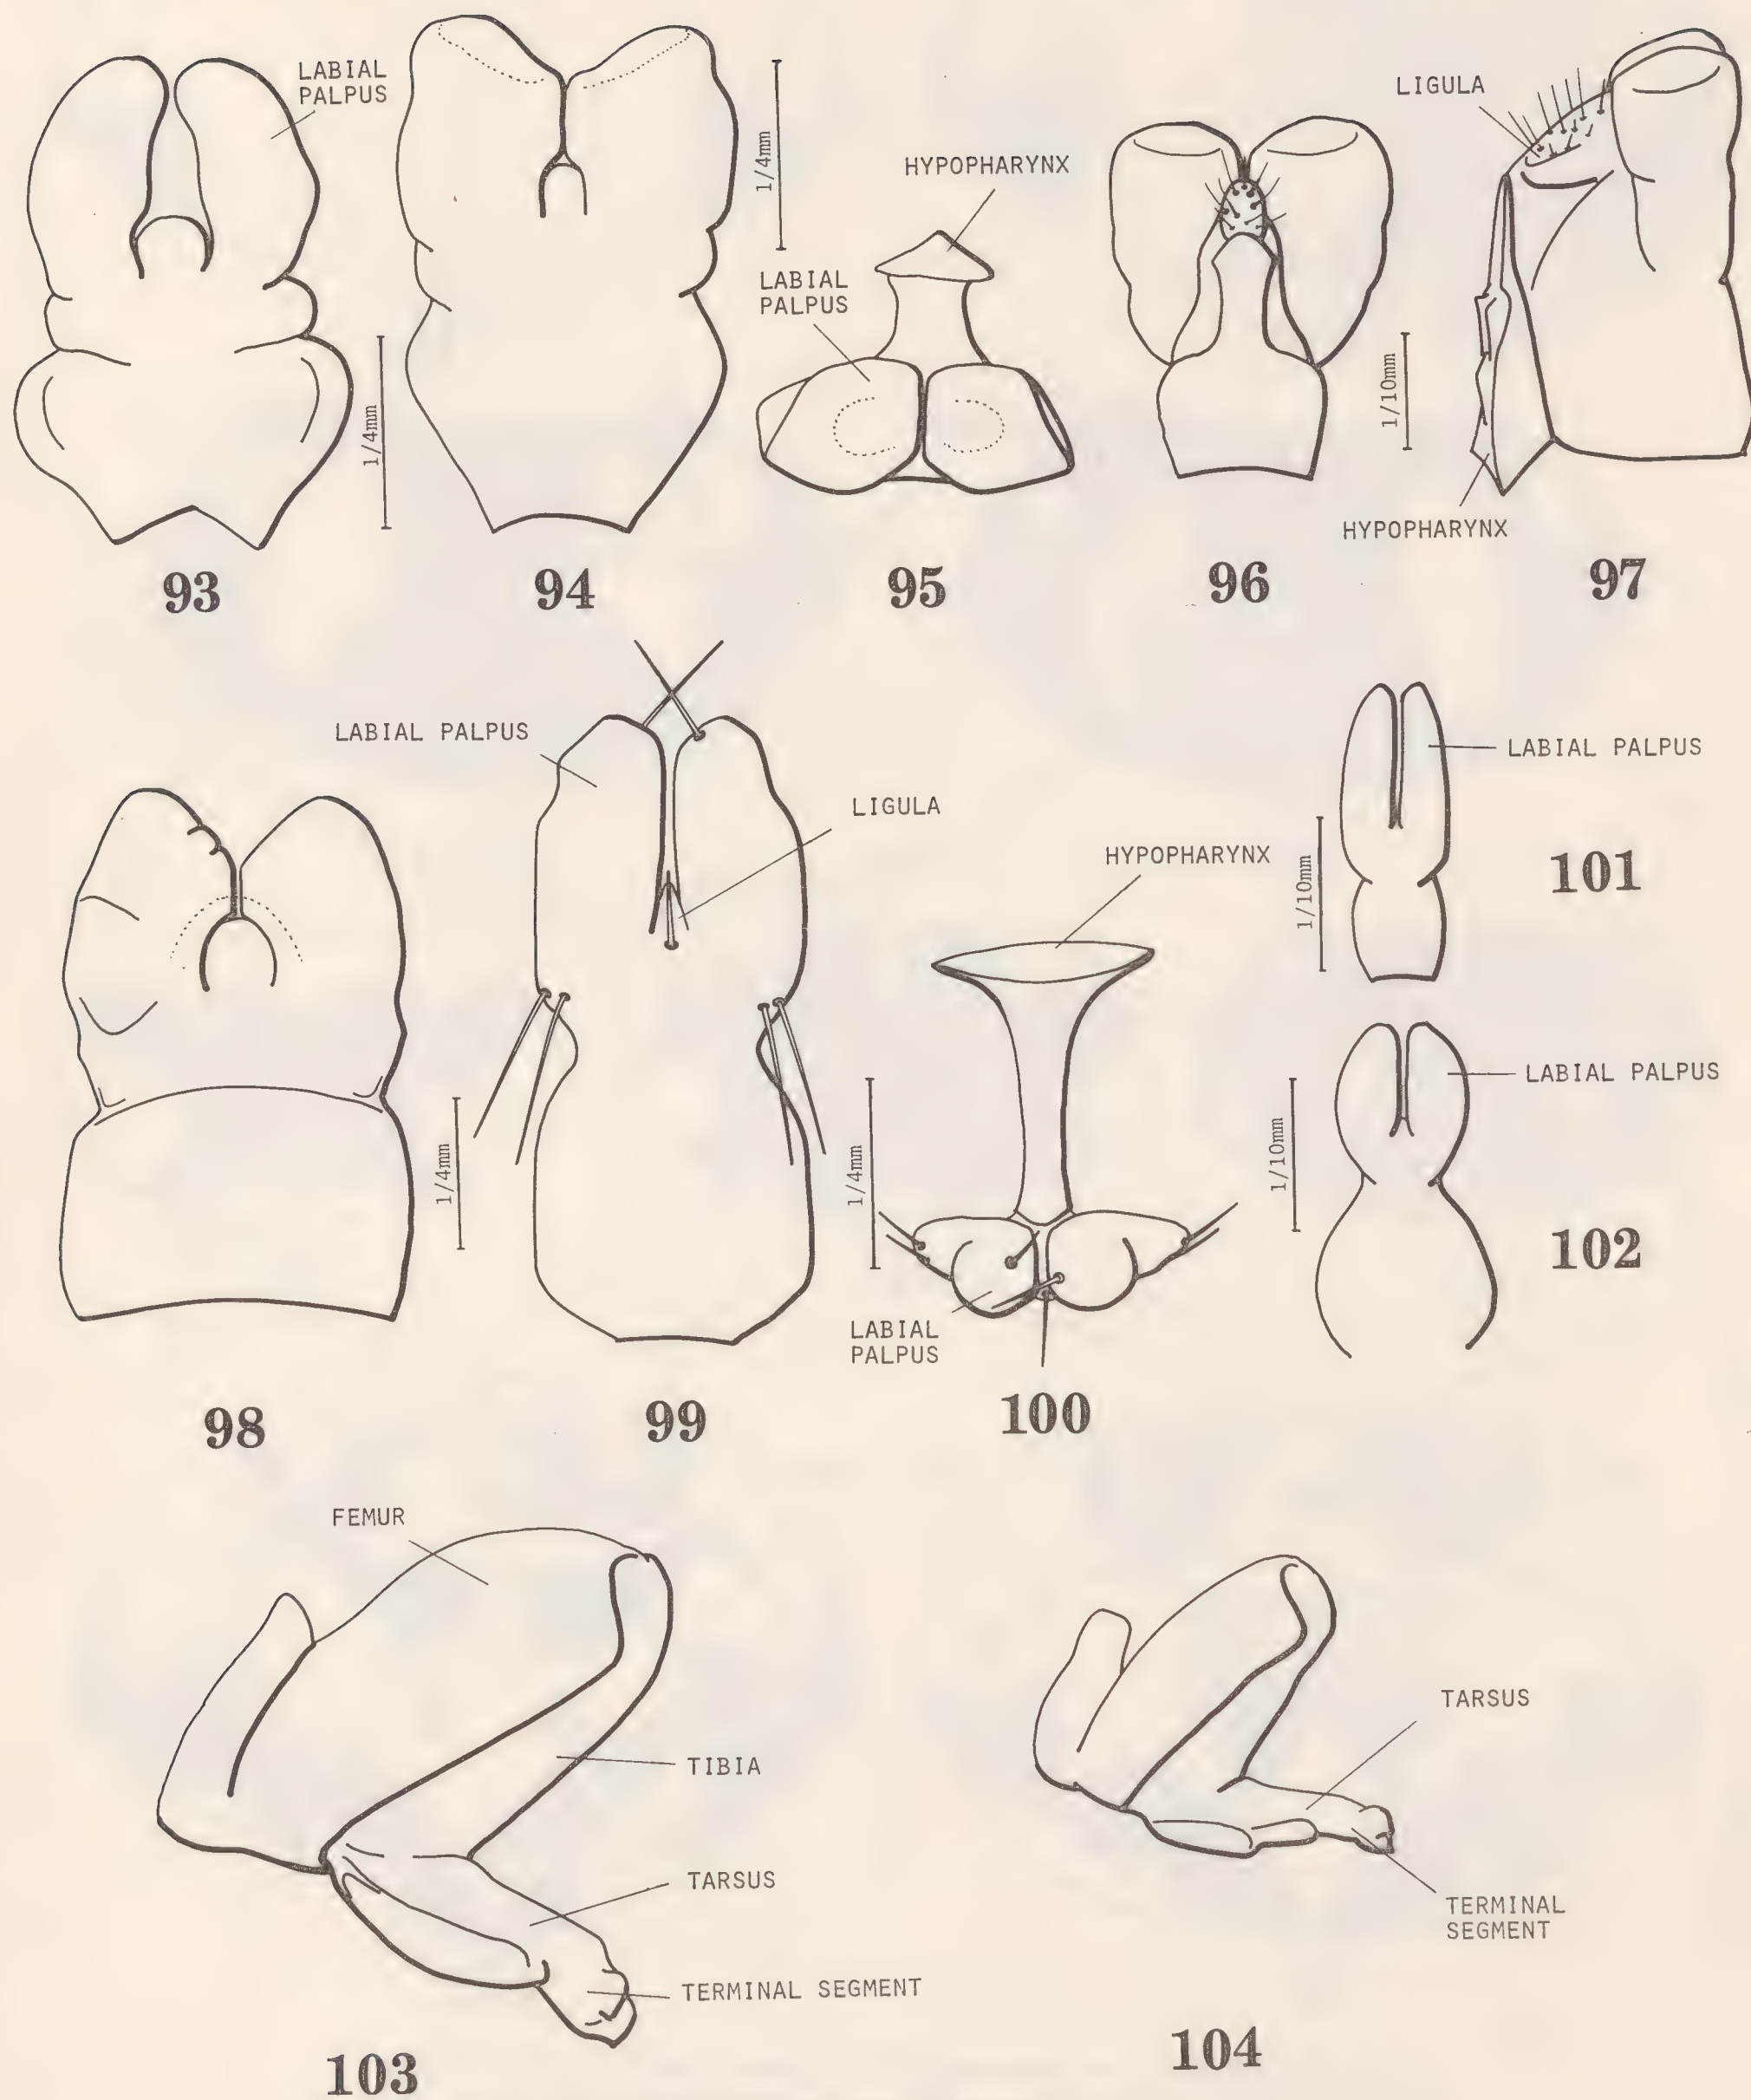 LABIAL
PALPUS
1/4mm
93
94
1/4mm
HYPOPHARYNX
LABIAL
PALPUS
95
1/10mm
96
LIGULA
HYPOPHARYNX
97
1/4mm
98
LABIAL PALPUS
LIGULA
99
1/4mm
HYPOPHARYNX
LABIAL
PALPUS
100
1/10mm
LABIAL PALPUS
101
1/10mm
LABIAL PALPUS
102
FEMUR
TIBIA
TARSUS
TERMINAL SEGMENT
103
TARSUS
TERMINAL
SEGMENT
104